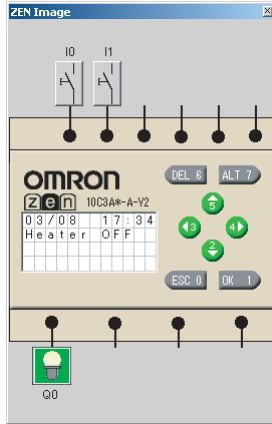 ZEN Image
I0 I1
OMRON
DEL 6 ALT 7
zen 10C3A*-A-V2
5
03/08 17:34
Heater OFF
3 4
2
ESC 0 OK 1
Q0